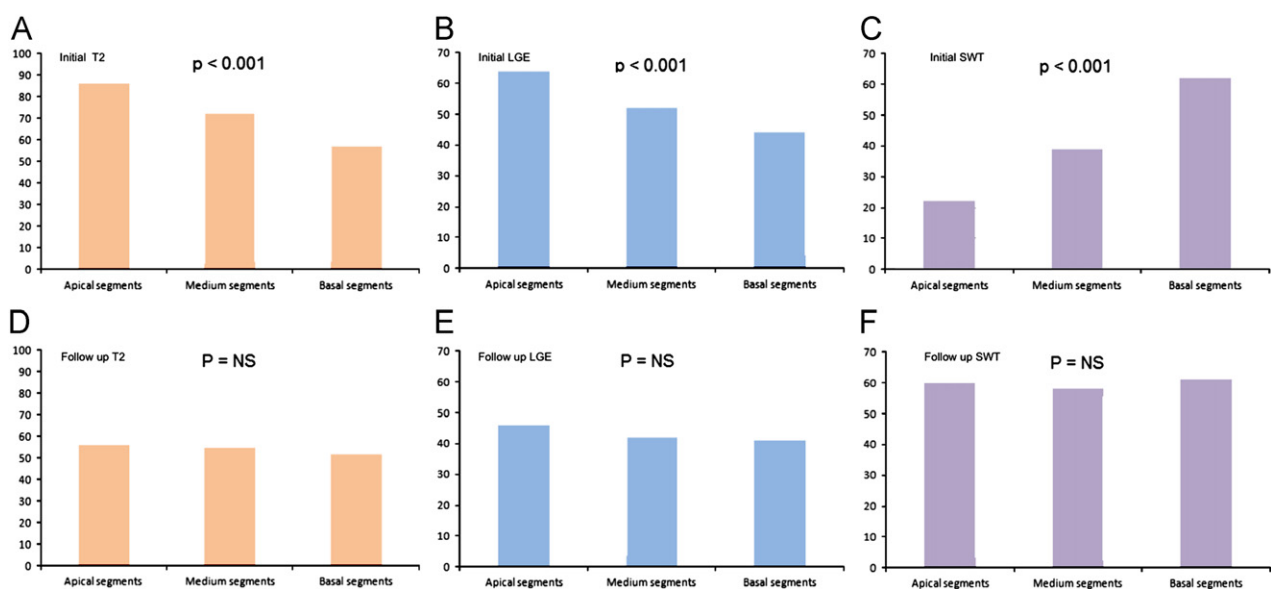 A
Initial T2
p < 0.001
100
90
80
70
60
50
40
30
20
10
0
Apical segments Medium segments Basal segments
B
Initial LGE
p < 0.001
70
60
50
40
30
20
10
0
Apical segments Medium segments Basal segments
C
Initial SWT
p < 0.001
70
60
50
40
30
20
10
0
Apical segments Medium segments Basal segments
D
Follow up T2
P = NS
100
90
80
70
60
50
40
30
20
10
0
Apical segments Medium segments Basal segments
E
Follow up LGE
P = NS
70
60
50
40
30
20
10
0
Apical segments Medium segments Basal segments
F
Follow up SWT
P = NS
70
60
50
40
30
20
10
0
Apical segments Medium segments Basal segments